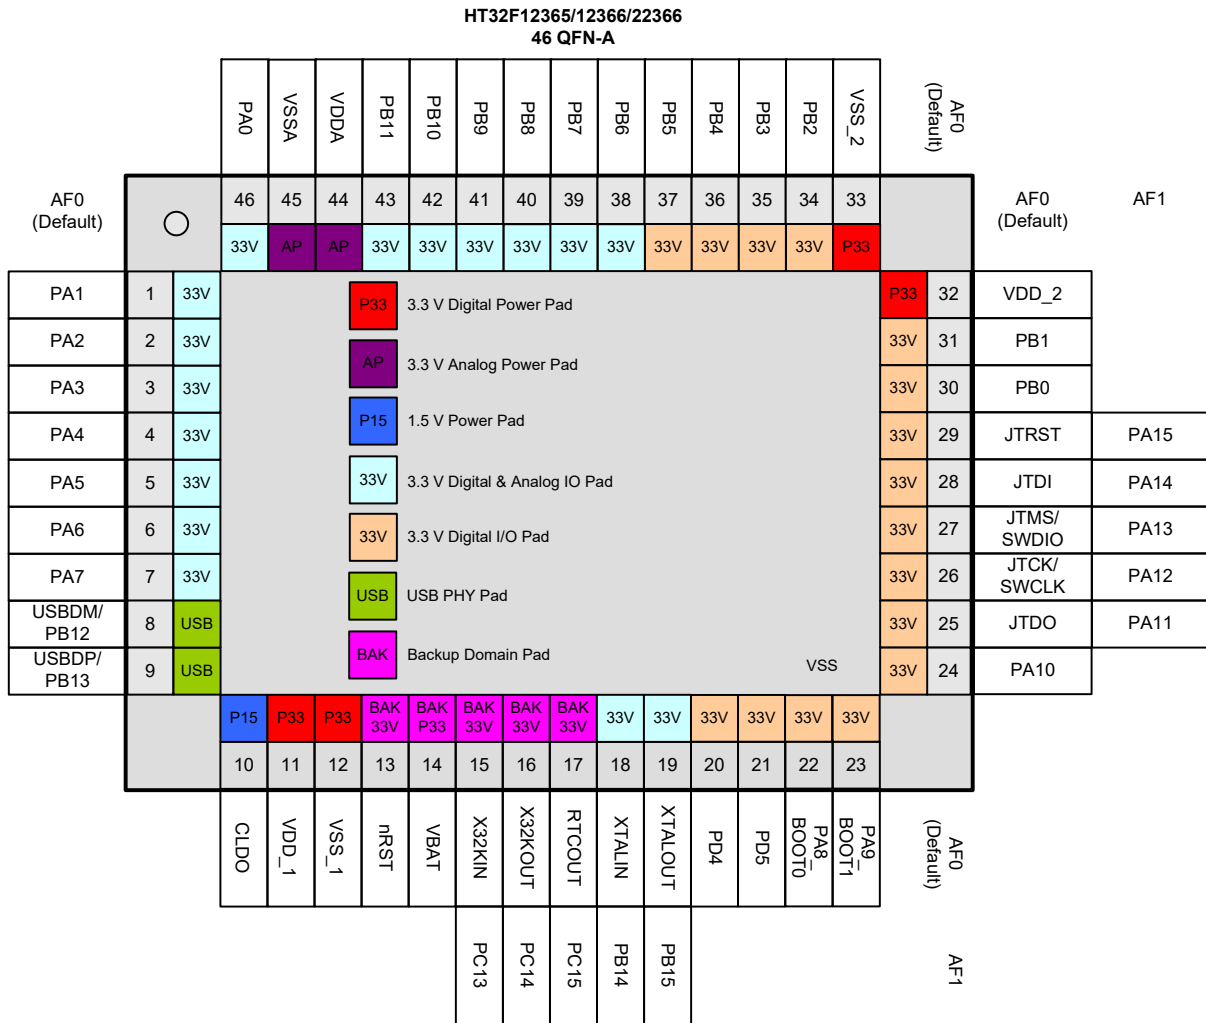 HT32F12365/12366/22366
46 QFN-A
PA0 VSSA VDDA PB11 PB10 PB9 PB8 PB7 PB6 PB5 PB4 PB3 PB2 VSS_2
AF0
(Default)
AF0
(Default)
46 45 44 43 42 41 40 39 38 37 36 35 34 33
33V AP AP 33V 33V 33V 33V 33V 33V 33V 33V 33V 33V P33
AF0
(Default)
AF1
PA1 1 33V
PA2 2 33V
PA3 3 33V
PA4 4 33V
PA5 5 33V
PA6 6 33V
PA7 7 33V
USBDM/
PB12
8 USB
USBDP/
PB13
9 USB
P33 3.3 V Digital Power Pad
AP 3.3 V Analog Power Pad
P15 1.5 V Power Pad
33V 3.3 V Digital & Analog IO Pad
33V 3.3 V Digital I/O Pad
USB USB PHY Pad
BAK Backup Domain Pad
VSS
P33 32 VDD_2
33V 31 PB1
33V 30 PB0
33V 29 JTRST PA15
33V 28 JTDI PA14
33V 27 JTMS/
SWDIO
PA13
33V 26 JTCK/
SWCLK
PA12
33V 25 JTDO PA11
33V 24 PA10
P15 P33 P33 BAK
33V
BAK
P33
BAK
33V
BAK
33V
BAK
33V
33V 33V 33V 33V 33V 33V
10 11 12 13 14 15 16 17 18 19 20 21 22 23
CLDO VDD_1 VSS_1 nRST VBAT X32KIN X32KOUT RTCOUT XTALIN XTALOUT PD4 PD5
PA8_
BOOT0
PA9_
BOOT1
AF0
(Default)
PC13 PC14 PC15 PB14 PB15
AF1